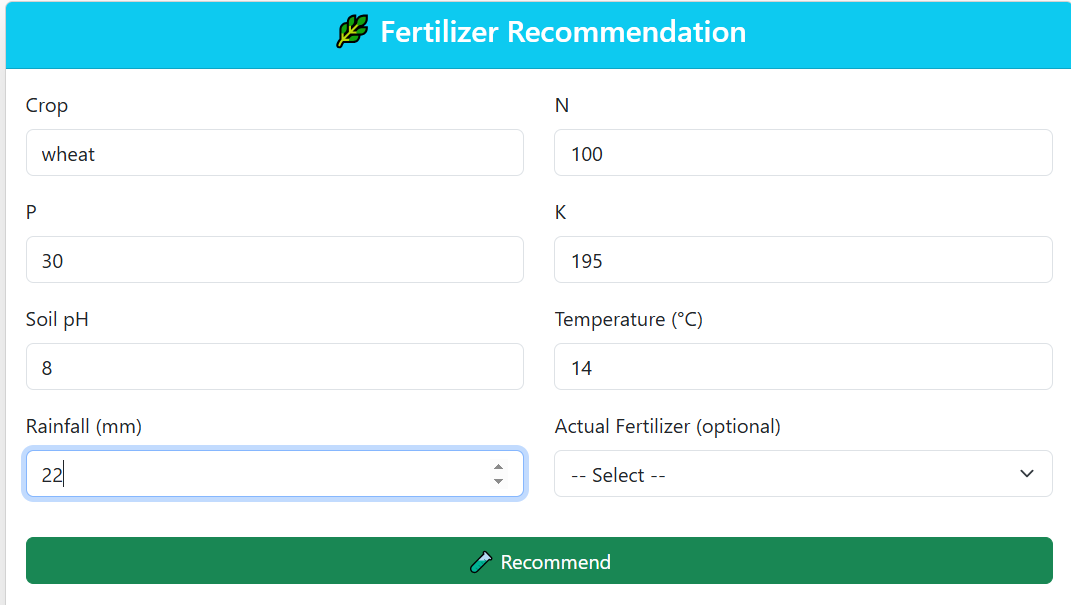 Fertilizer Recommendation
Crop
N
wheat
100
P
K
30
195
Soil pH
Temperature (°C)
8
14
Rainfall (mm)
Actual Fertilizer (optional)
22
-- Select --
Recommend